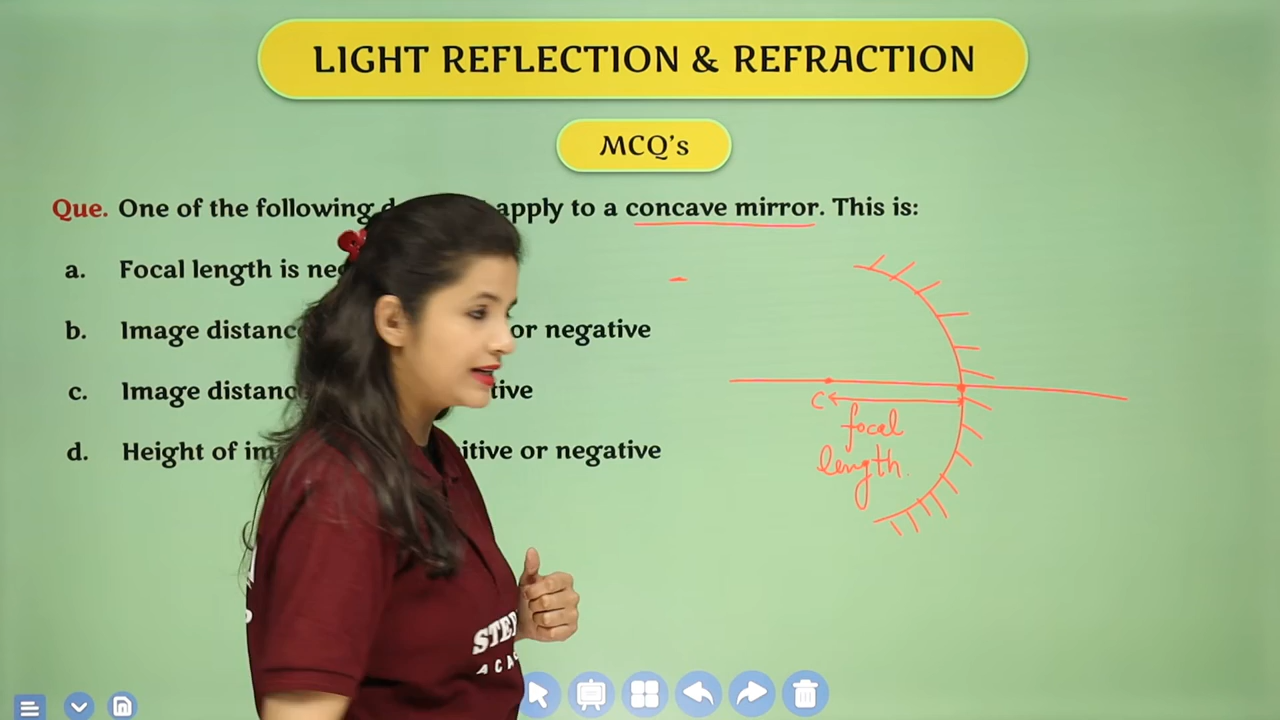 LIGHT REFLECTION & REFRACTION
MCQ's
Que. One of the following apply to a concave mirror. This is:
a. Focal length is
b. Image distance or negative
c. Image distance
d. Height of or negative
C
focal
length.
STEP